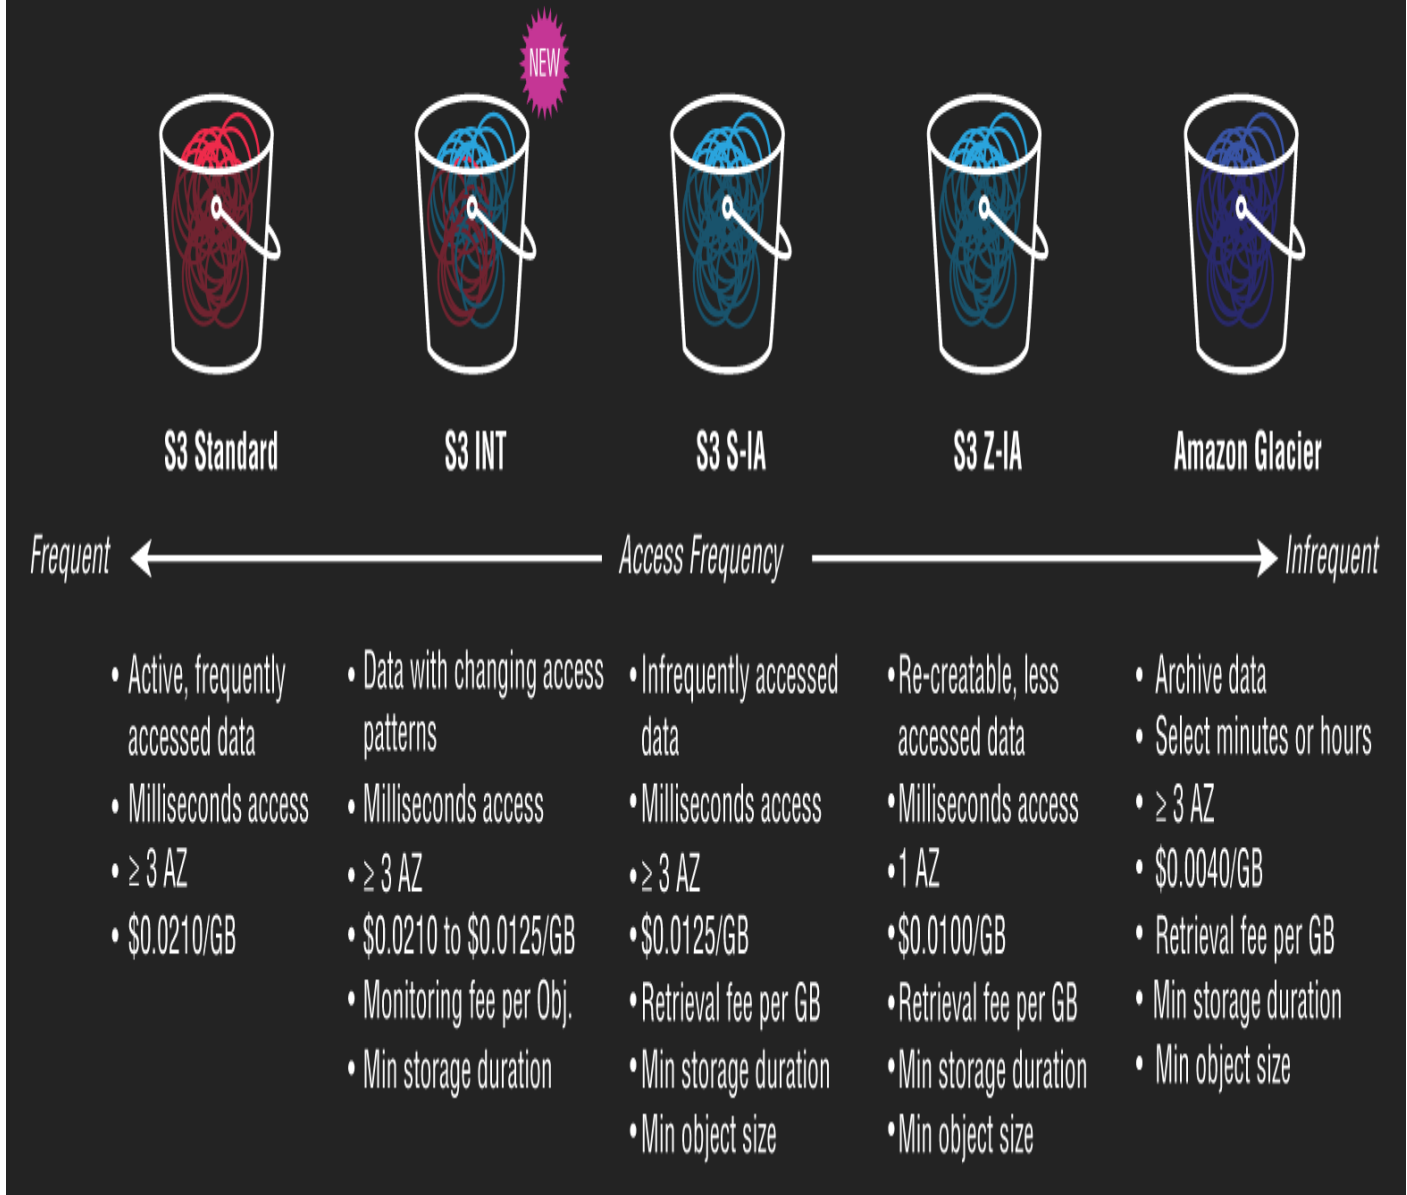 NEW
S3 Standard
S3 INT
S3 S-IA
S3 Z-IA
Amazon Glacier
Frequent
Access Frequency
Infrequent
• Active, frequently
accessed data
• Milliseconds access
• ≥ 3 AZ
• $0.0210/GB
• Data with changing access
patterns
• Milliseconds access
• ≥ 3 AZ
• $0.0210 to $0.0125/GB
• Monitoring fee per Obj.
• Min storage duration
• Infrequently accessed
data
• Milliseconds access
• ≥ 3 AZ
• $0.0125/GB
• Retrieval fee per GB
• Min storage duration
• Min object size
• Re-creatable, less
accessed data
• Milliseconds access
• 1 AZ
• $0.0100/GB
• Retrieval fee per GB
• Min storage duration
• Min object size
• Archive data
• Select minutes or hours
• ≥ 3 AZ
• $0.0040/GB
• Retrieval fee per GB
• Min storage duration
• Min object size